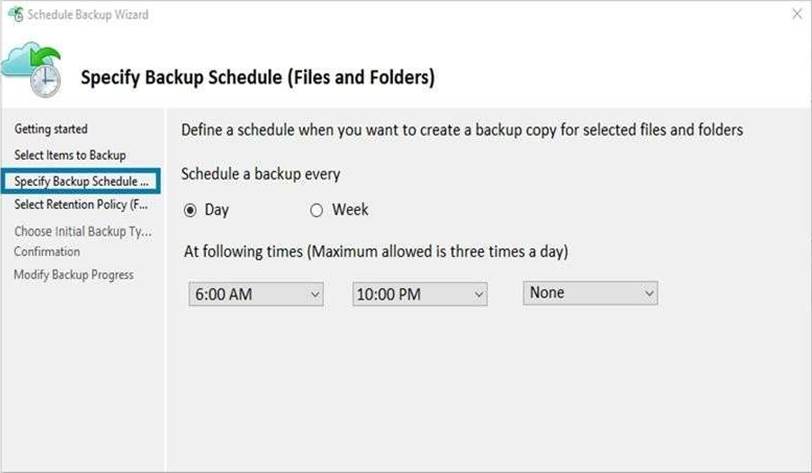 Schedule Backup Wizard
Specify Backup Schedule (Files and Folders)
Getting started
Select Items to Backup
Specify Backup Schedule ...
Select Retention Policy (F...
Choose Initial Backup Ty...
Confirmation
Modify Backup Progress
Define a schedule when you want to create a backup copy for selected files and folders
Schedule a backup every
Day Week
At following times (Maximum allowed is three times a day)
6:00 AM 10:00 PM None